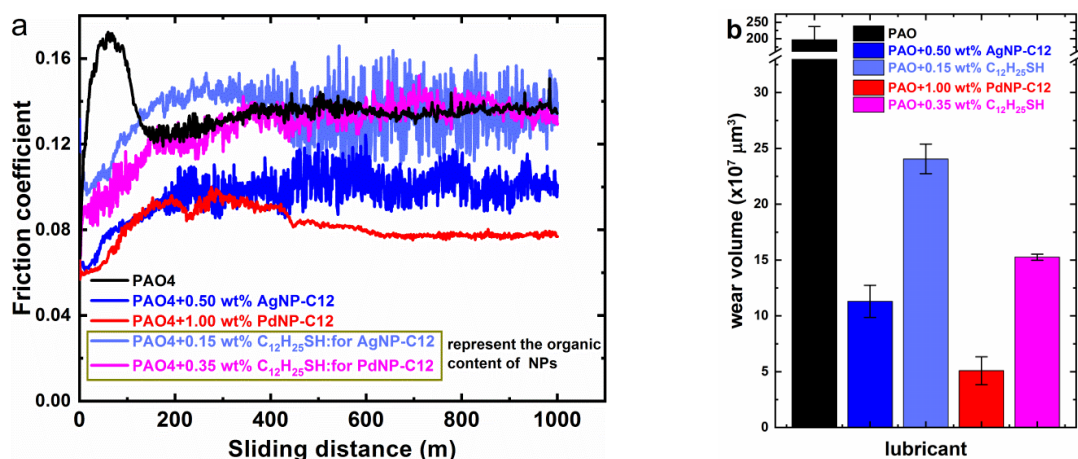 a
Friction coefficient
0.16
0.12
0.08
0.04
0.00
0
200
400
600
800
1000
Sliding distance (m)
PAO4
PAO4+0.50 wt% AgNP-C12
PAO4+1.00 wt% PdNP-C12
PAO4+0.15 wt% C₁₂H₂₅SH:for AgNP-C12
PAO4+0.35 wt% C₁₂H₂₅SH:for PdNP-C12
represent the organic
content of NPs
b
wear volume (x10⁷ μm³)
250
200
30
25
20
15
10
5
0
PAO
PAO+0.50 wt% AgNP-C12
PAO+0.15 wt% C₁₂H₂₅SH
PAO+1.00 wt% PdNP-C12
PAO+0.35 wt% C₁₂H₂₅SH
lubricant